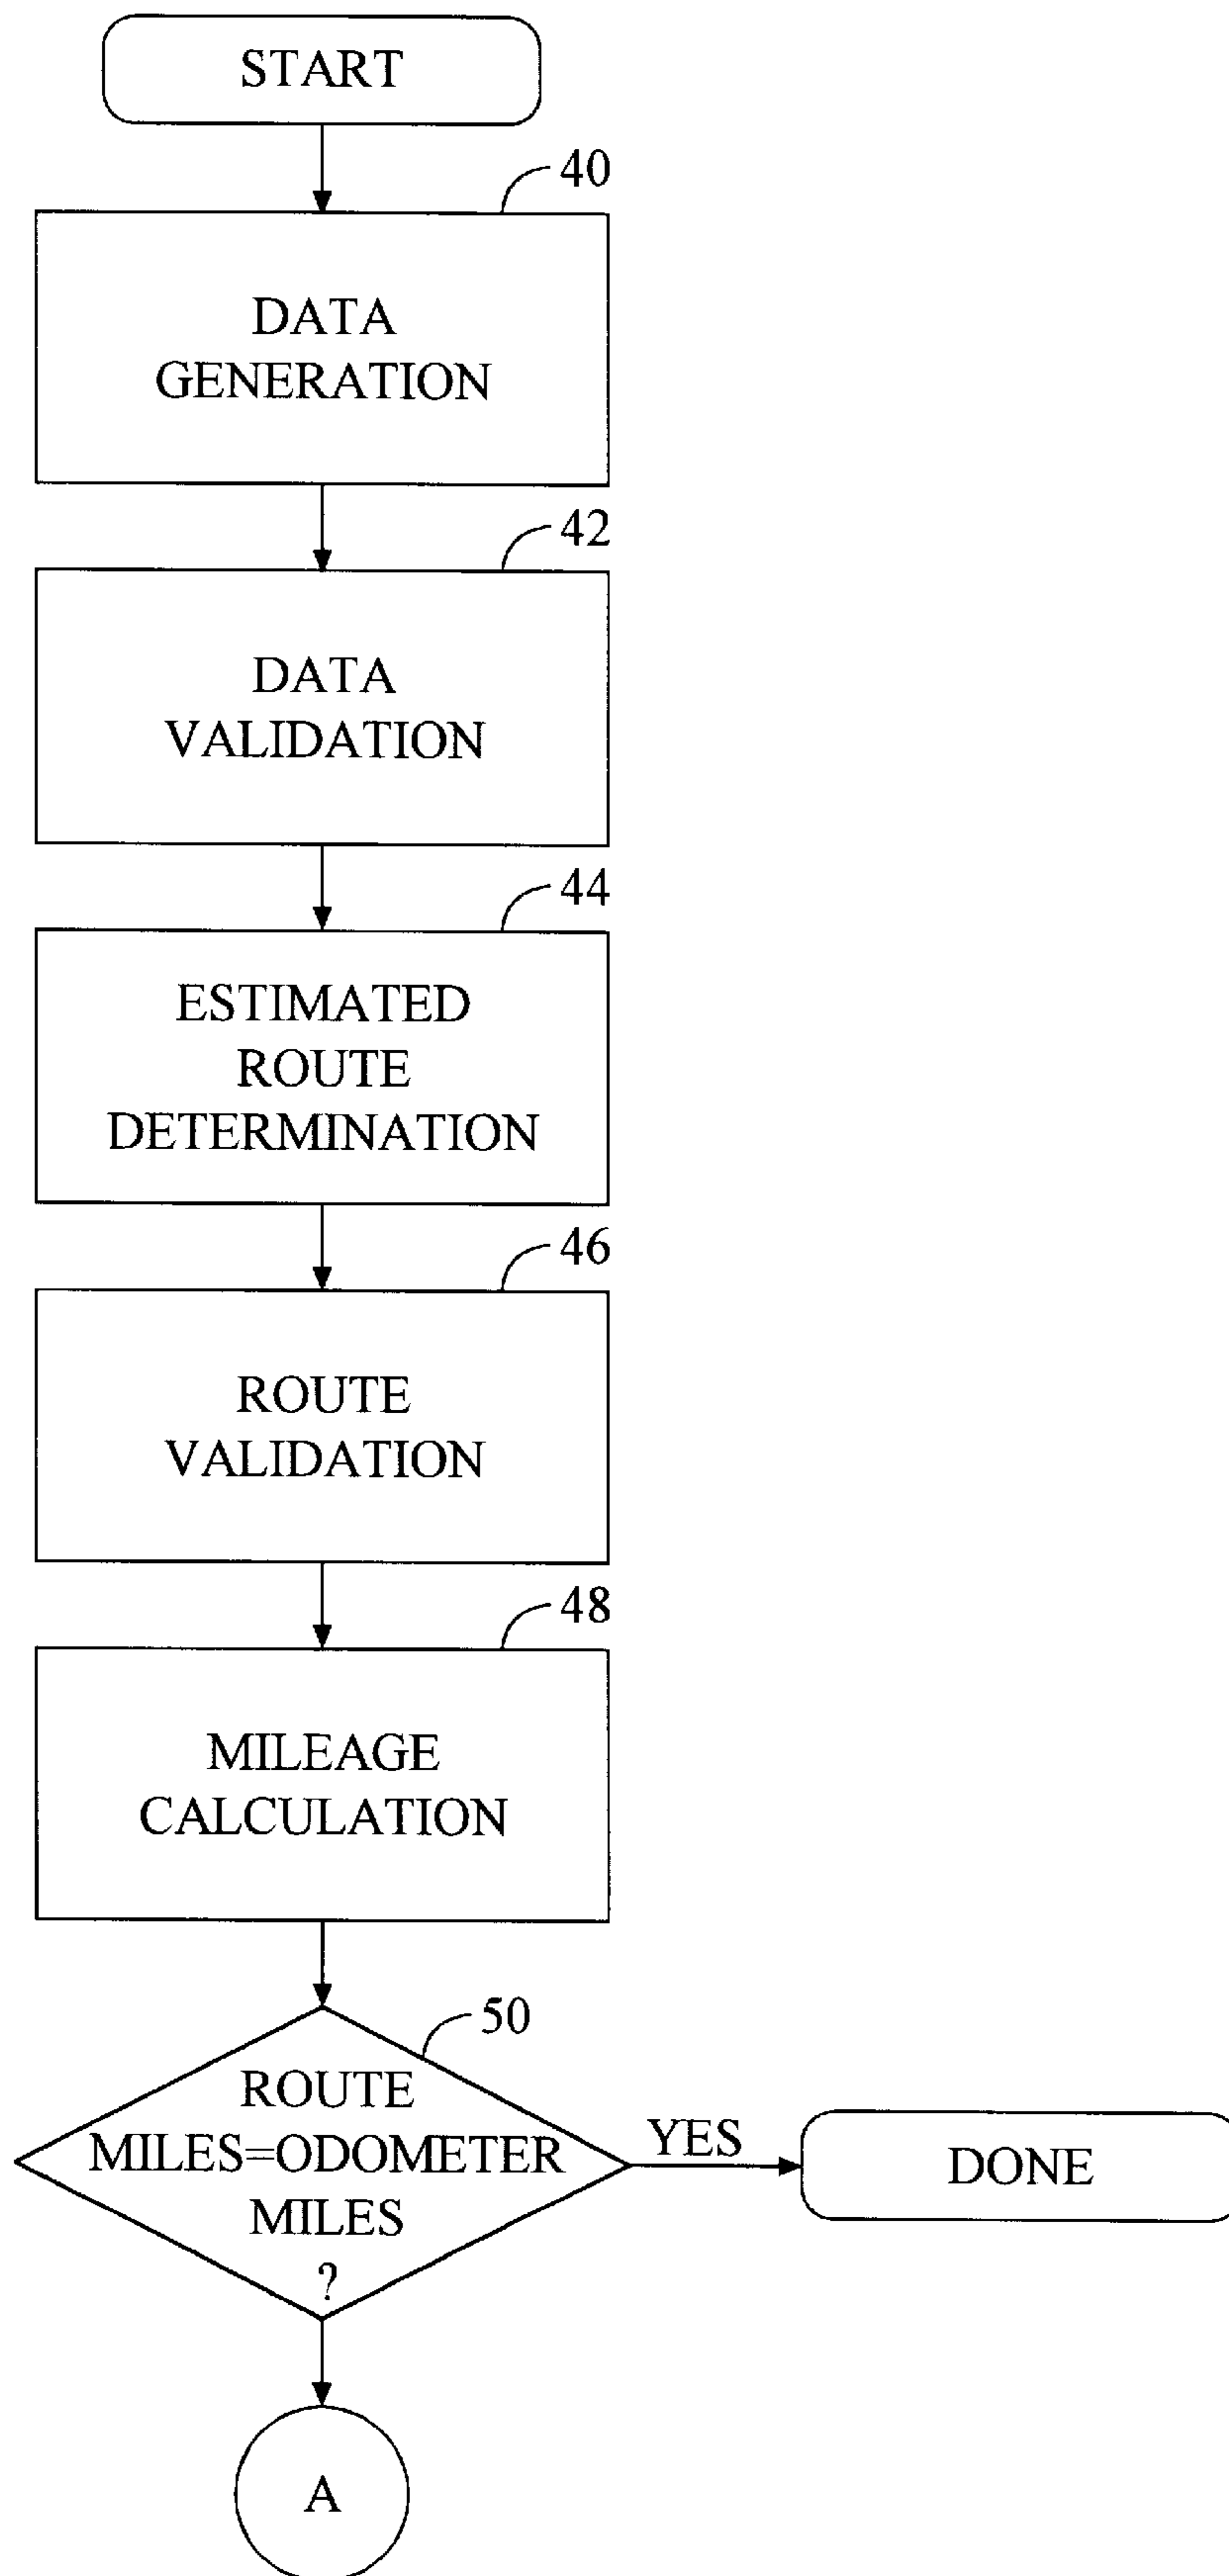 START
40
DATA
GENERATION
42
DATA
VALIDATION
44
ESTIMATED
ROUTE
DETERMINATION
46
ROUTE
VALIDATION
48
MILEAGE
CALCULATION
50
ROUTE
MILES=ODOMETER
MILES
?
YES
DONE
A